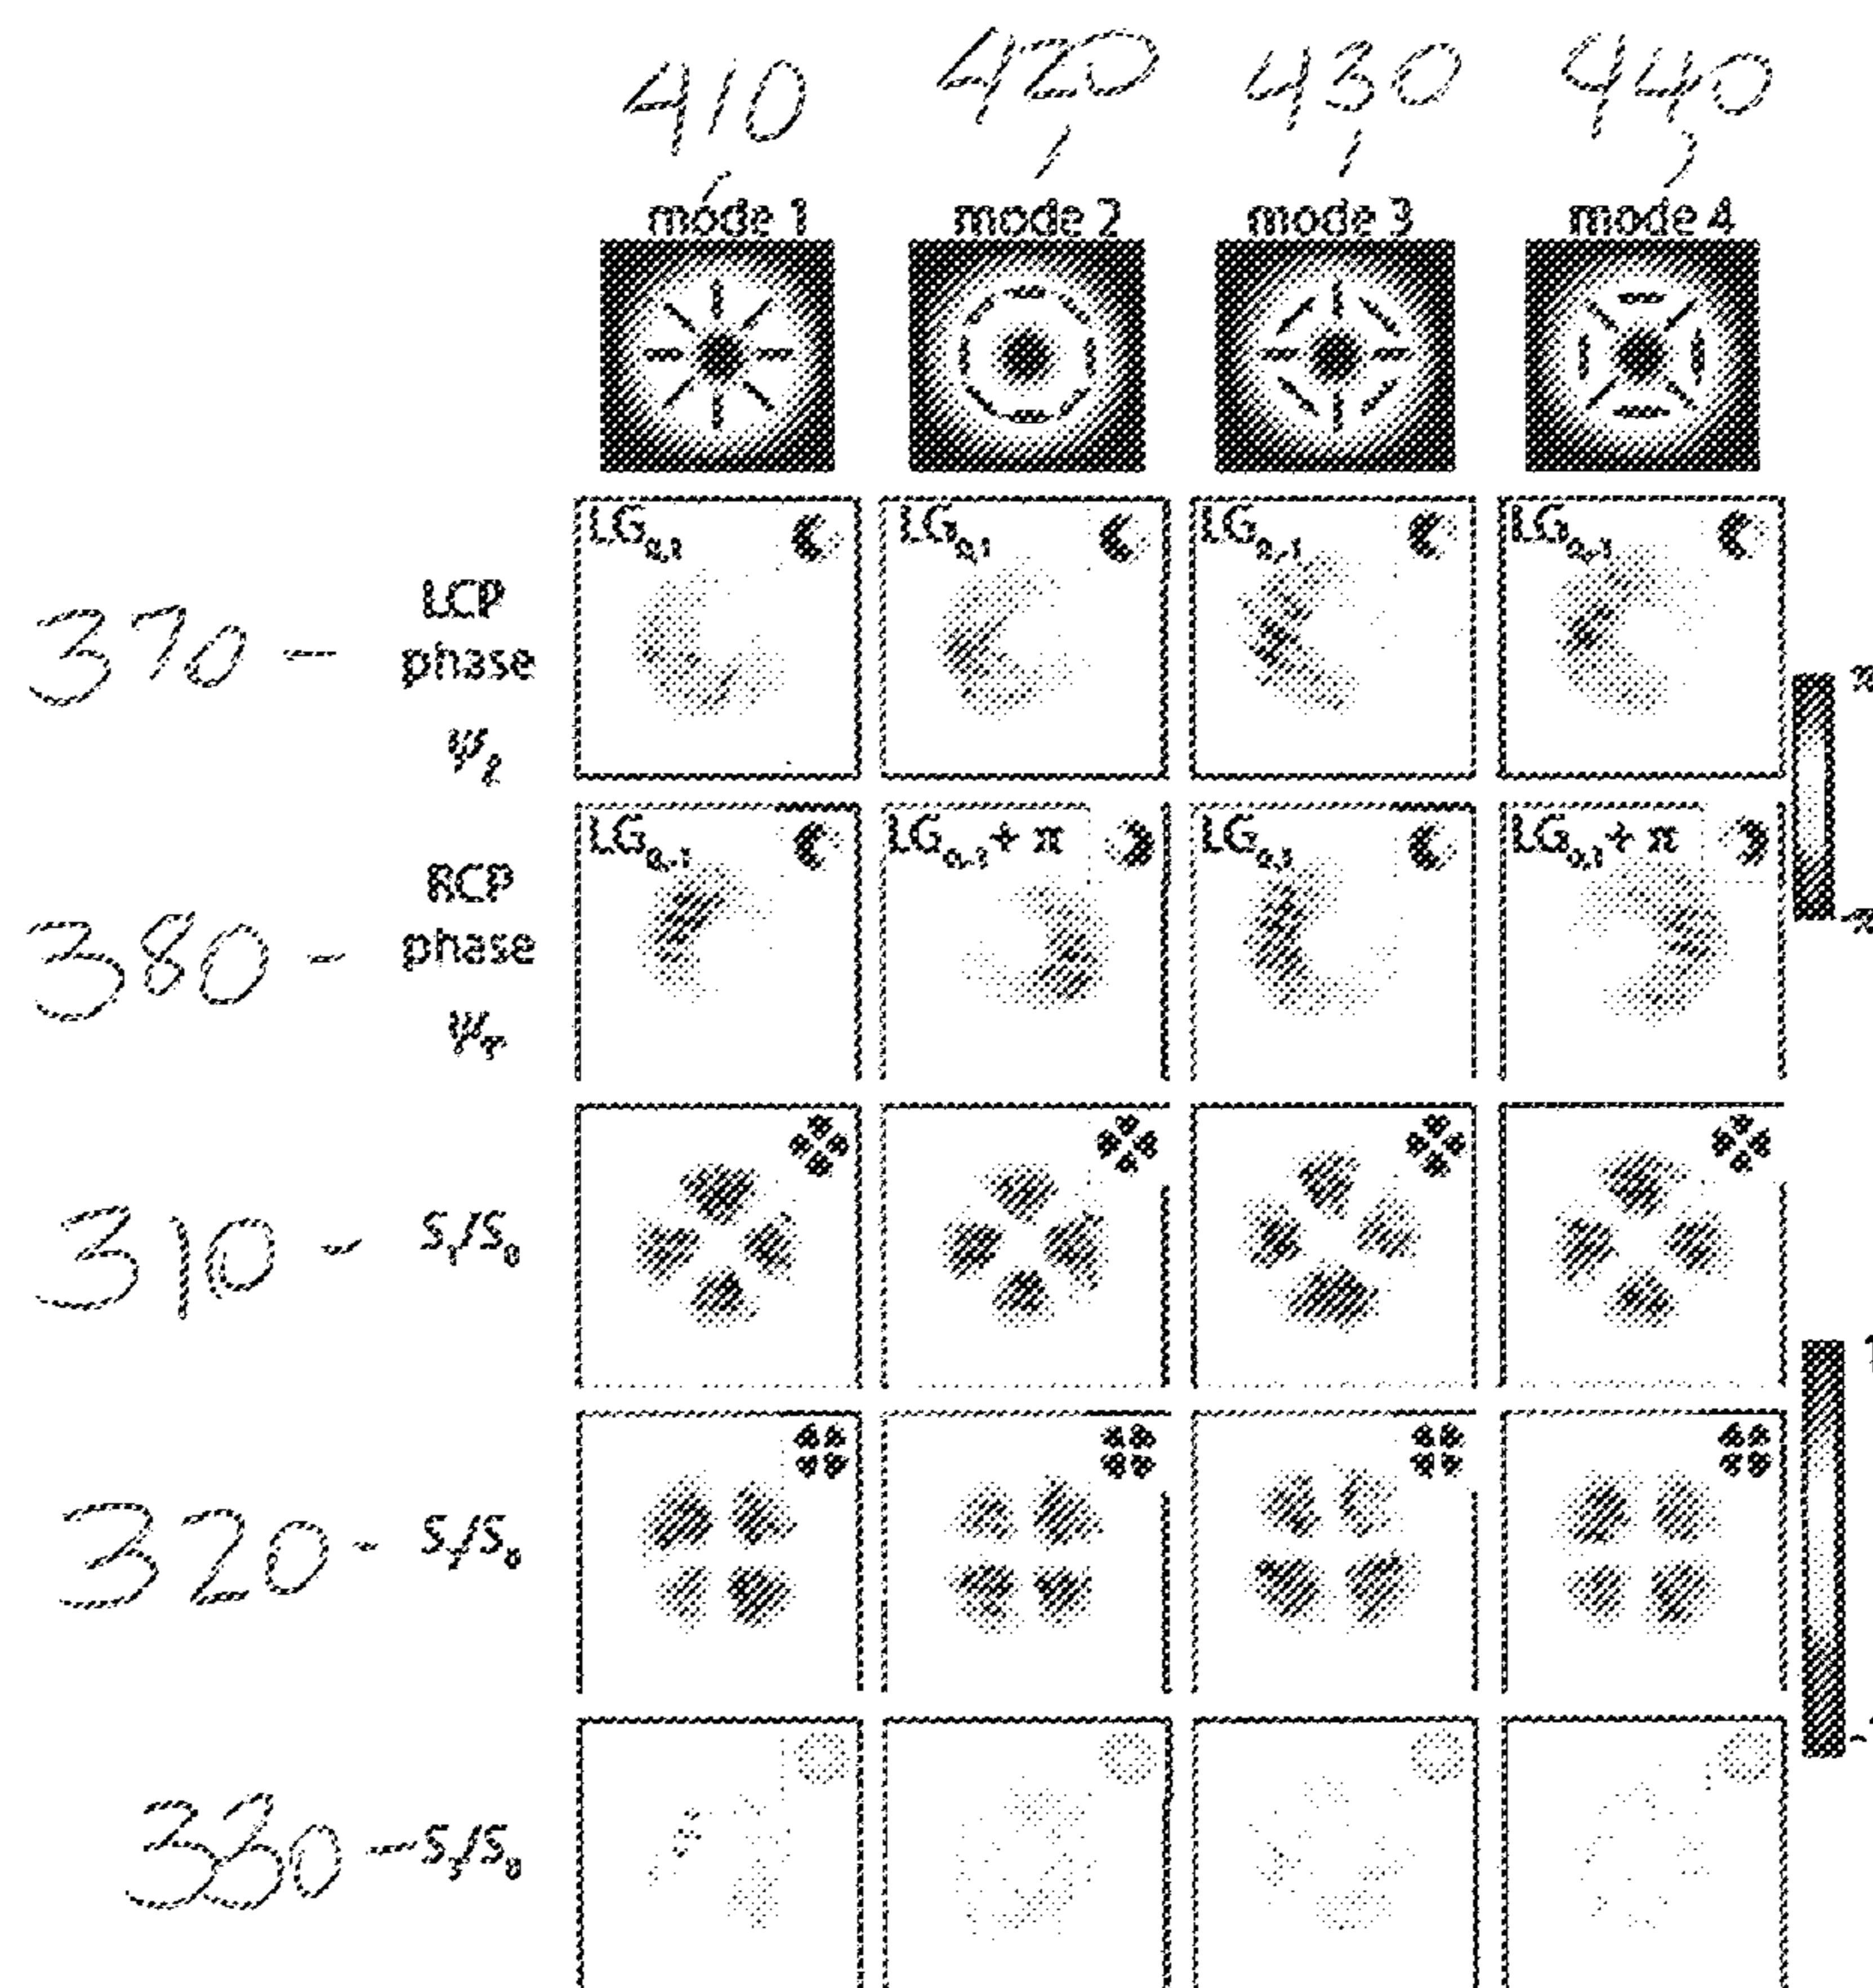 410 420 430 440
mode 1 mode 2 mode 3 mode 4
LG0,1 LG0,1 LG0,-1 LG0,-1
370 - LCP
phase
ψℓ
π
LG0,-1 LG0,-1 + π LG0,1 LG0,1 + π
380 - RCP
phase
ψr
-π
310 - S1/S0
1
320 - S2/S0
330 - S3/S0